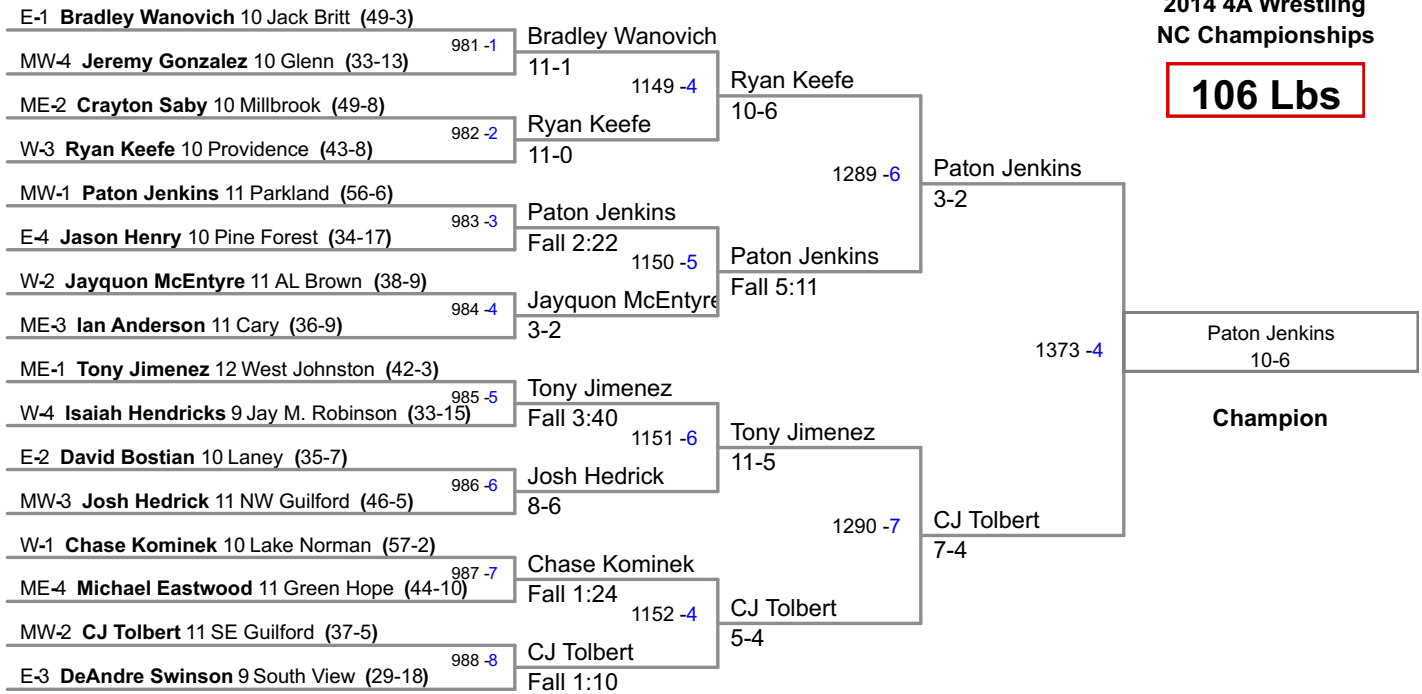 2014 4A Wrestling
NC Championships
106 Lbs
E-1 Bradley Wanovich 10 Jack Britt (49-3)
981 -1
MW-4 Jeremy Gonzalez 10 Glenn (33-13)
ME-2 Crayton Saby 10 Millbrook (49-8)
982 -2
W-3 Ryan Keefe 10 Providence (43-8)
MW-1 Paton Jenkins 11 Parkland (56-6)
983 -3
E-4 Jason Henry 10 Pine Forest (34-17)
W-2 Jayquon McEntyre 11 AL Brown (38-9)
984 -4
ME-3 Ian Anderson 11 Cary (36-9)
ME-1 Tony Jimenez 12 West Johnston (42-3)
985 -5
W-4 Isaiah Hendricks 9 Jay M. Robinson (33-15)
E-2 David Bostian 10 Laney (35-7)
986 -6
MW-3 Josh Hedrick 11 NW Guilford (46-5)
W-1 Chase Kominek 10 Lake Norman (57-2)
987 -7
ME-4 Michael Eastwood 11 Green Hope (44-10)
MW-2 CJ Tolbert 11 SE Guilford (37-5)
988 -8
E-3 DeAndre Swinson 9 South View (29-18)
Bradley Wanovich
11-1
1149 -4
Ryan Keefe
11-0
Paton Jenkins
Fall 2:22
1150 -5
Jayquon McEntyre
3-2
Tony Jimenez
Fall 3:40
1151 -6
Josh Hedrick
8-6
Chase Kominek
Fall 1:24
1152 -4
CJ Tolbert
Fall 1:10
Ryan Keefe
10-6
1289 -6
Paton Jenkins
Fall 5:11
Tony Jimenez
11-5
1290 -7
CJ Tolbert
5-4
Paton Jenkins
3-2
1373 -4
CJ Tolbert
7-4
Paton Jenkins
10-6
Champion